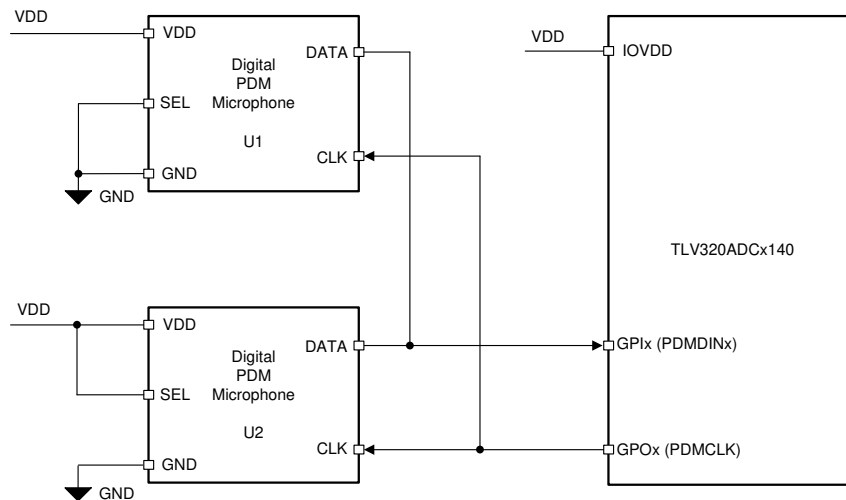 VDD
VDD
Digital
PDM
Microphone
U1
DATA
SEL
CLK
GND
GND
VDD
IOVDD
TLV320ADCx140
GPIx (PDMDINx)
GPOx (PDMCLK)
VDD
VDD
Digital
PDM
Microphone
U2
DATA
SEL
CLK
GND
GND